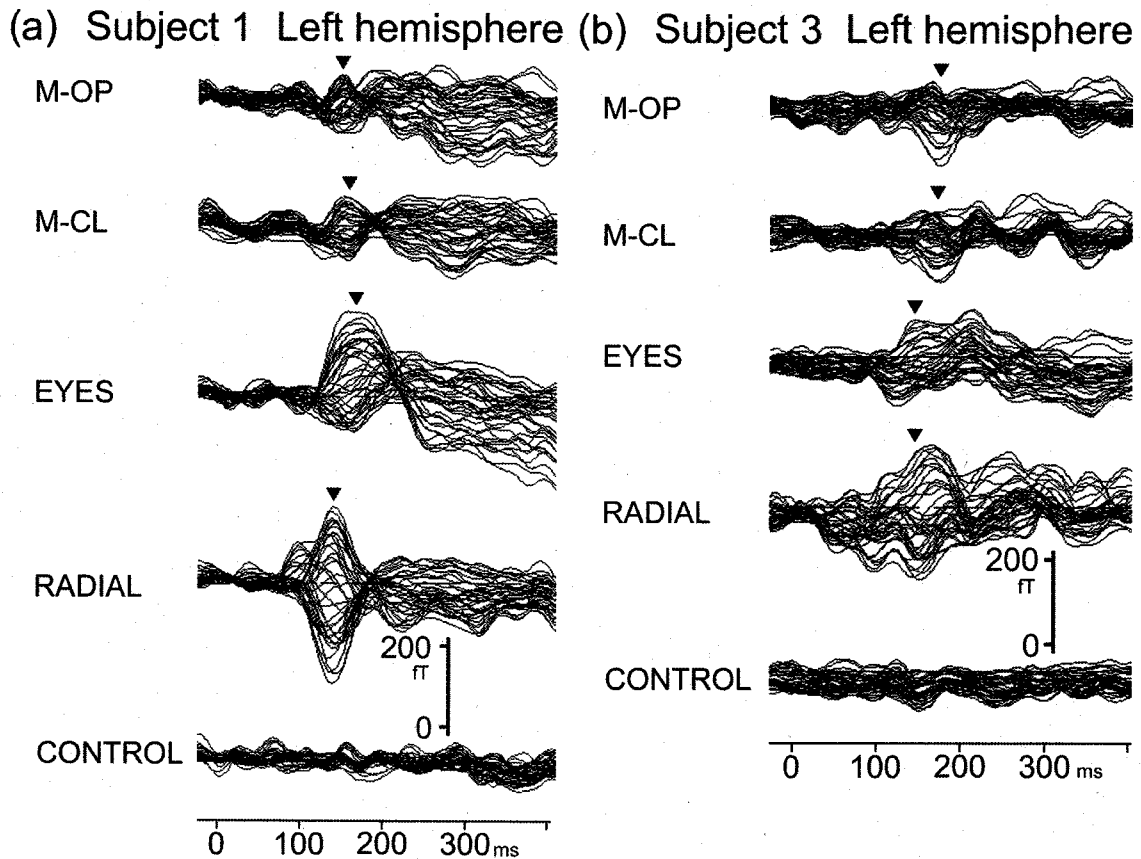 (a) Subject 1 Left hemisphere
M-OP
M-CL
EYES
RADIAL
200
fT
0
CONTROL
0 100 200 300 ms
(b) Subject 3 Left hemisphere
M-OP
M-CL
EYES
RADIAL
200
fT
0
CONTROL
0 100 200 300 ms